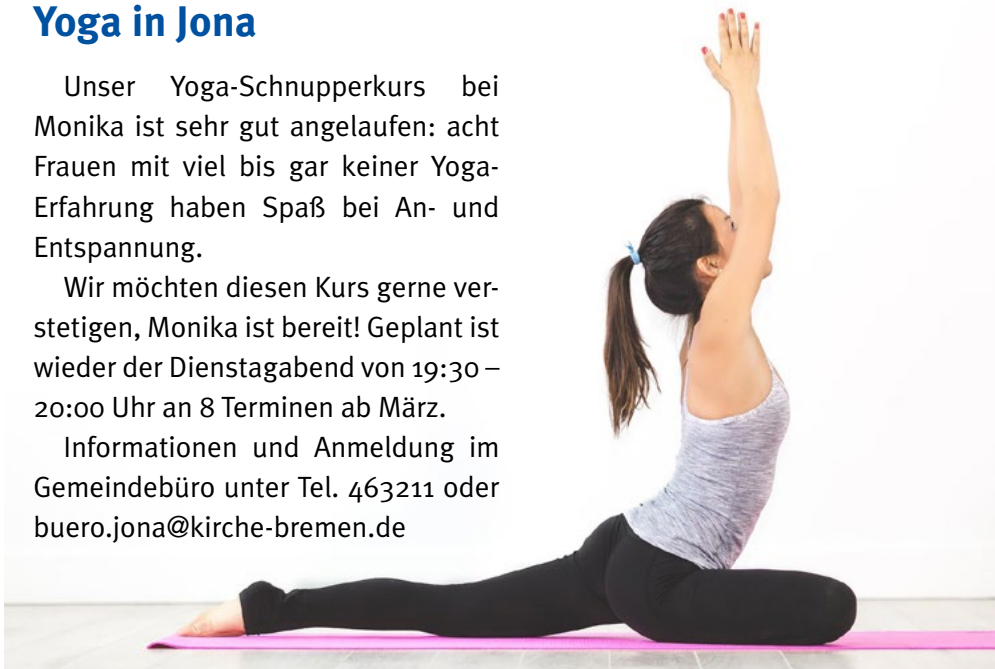 Yoga in Jona
Unser Yoga-Schnupperkurs bei
Monika ist sehr gut angelaufen: acht
Frauen mit viel bis gar keiner Yoga-
Erfahrung haben Spaß bei An- und
Entspannung.
Wir möchten diesen Kurs gerne ver-
stetigen, Monika ist bereit! Geplant ist
wieder der Dienstagabend von 19:30 –
20:00 Uhr an 8 Terminen ab März.
Informationen und Anmeldung im
Gemeindebüro unter Tel. 463211 oder
buero.jona@kirche-bremen.de